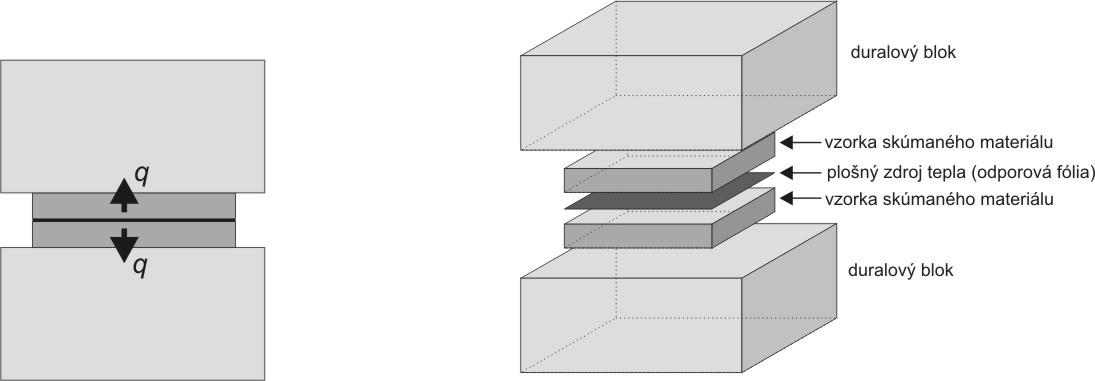 q
q
duralový blok
vzorka skúmaného materiálu
plošný zdroj tepla (odporová fólia)
vzorka skúmaného materiálu
duralový blok